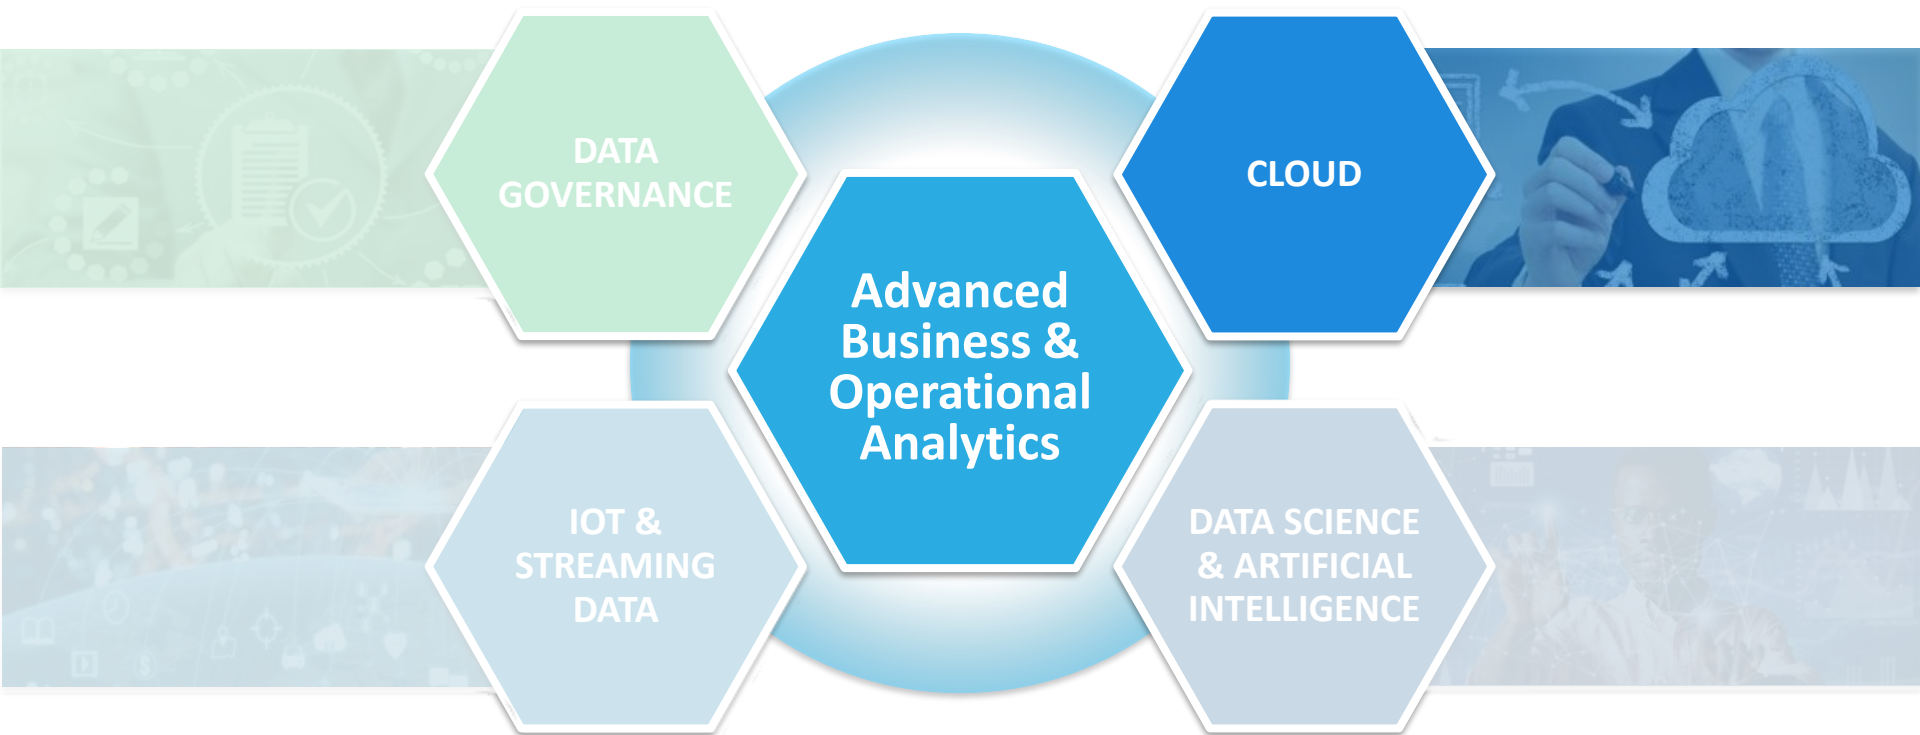 DATA
GOVERNANCE
CLOUD
Advanced
Business &
Operational
Analytics
IOT &
STREAMING
DATA
DATA SCIENCE
& ARTIFICIAL
INTELLIGENCE